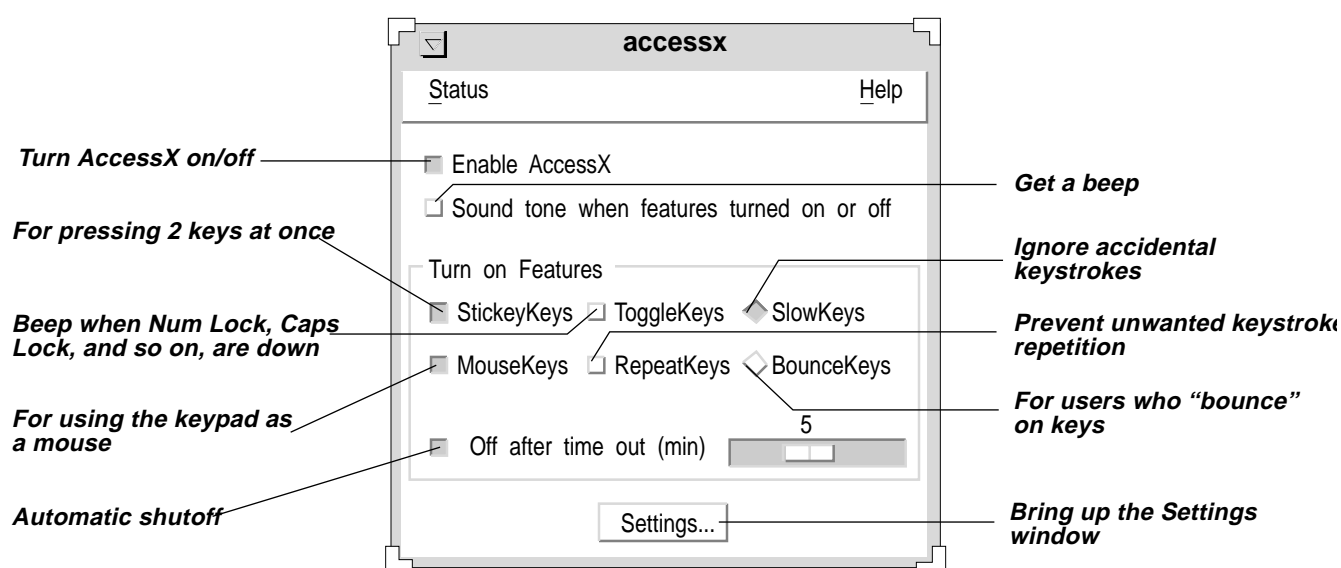 accessx
Status Help
Turn AccessX on/off
Enable AccessX
Get a beep
Sound tone when features turned on or off
For pressing 2 keys at once
Ignore accidental
keystrokes
Turn on Features
StickeyKeys ToggleKeys SlowKeys
Beep when Num Lock, Caps
Lock, and so on, are down
Prevent unwanted keystroke
repetition
MouseKeys RepeatKeys BounceKeys
For using the keypad as
a mouse
For users who “bounce”
on keys
5
Off after time out (min)
Automatic shutoff
Settings...
Bring up the Settings
window